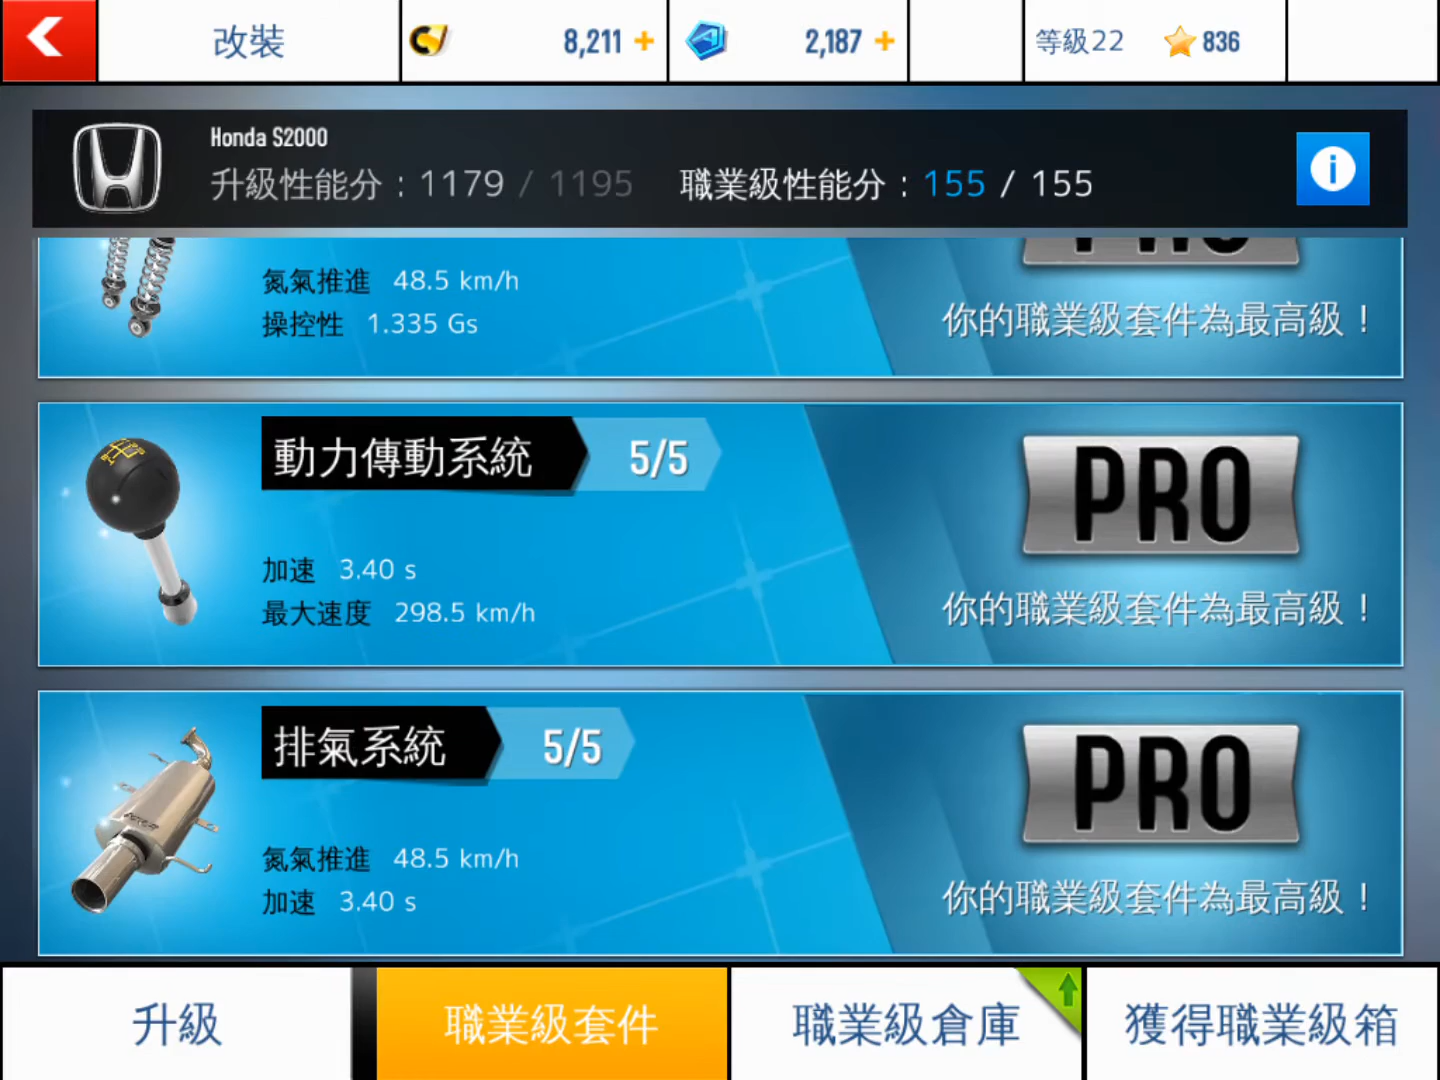 改裝
8,211
2,187
等級22
836
Honda S2000
升級性能分：1179 / 1195
職業級性能分：155 / 155
氮氣推進 48.5 km/h
操控性 1.335 Gs
PRO
你的職業級套件為最高級！
動力傳動系統
5/5
加速 3.40 s
最大速度 298.5 km/h
PRO
你的職業級套件為最高級！
排氣系統
5/5
氮氣推進 48.5 km/h
加速 3.40 s
PRO
你的職業級套件為最高級！
升級
職業級套件
職業級倉庫
獲得職業級箱